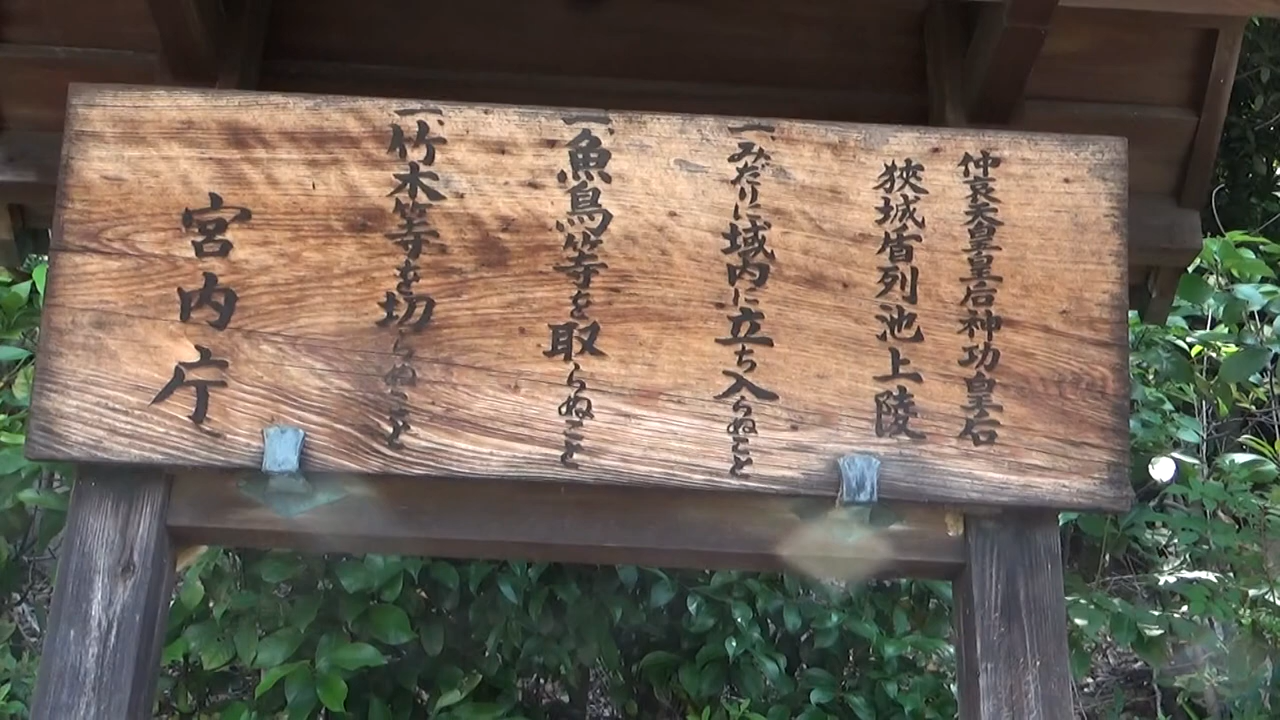 仲哀天皇皇后神功皇后
狹城盾列池上陵
一、みだりに域内に立ち入らぬこと
一、魚鳥等を取らぬこと
一、竹木等を切らぬこと
宮内庁